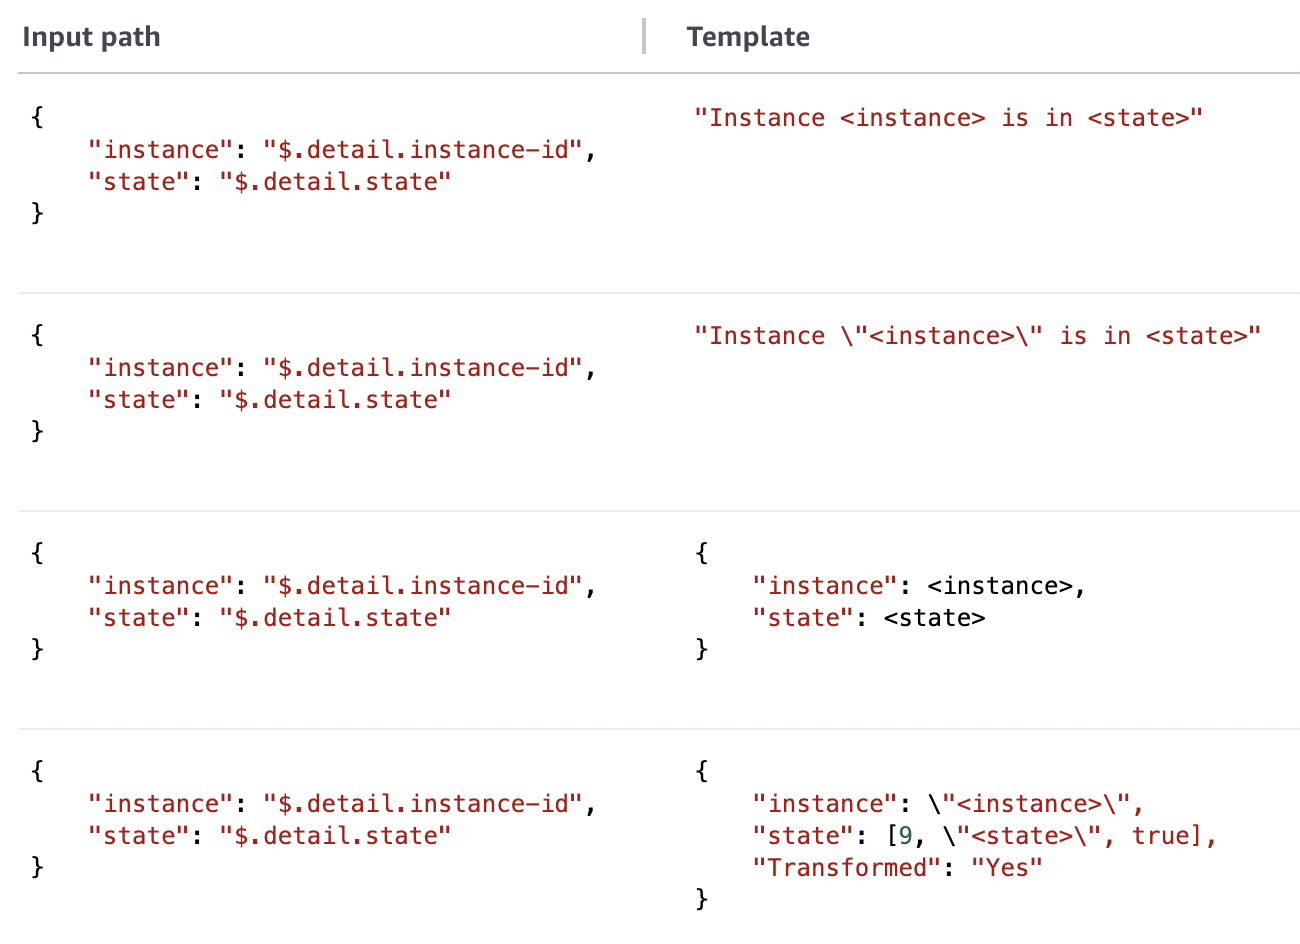 Input path
Template
{
    "instance": "$.detail.instance-id",
    "state": "$.detail.state"
}
"Instance <instance> is in <state>"
{
    "instance": "$.detail.instance-id",
    "state": "$.detail.state"
}
"Instance \"<instance>\" is in <state>"
{
    "instance": "$.detail.instance-id",
    "state": "$.detail.state"
}
{
    "instance": <instance>,
    "state": <state>
}
{
    "instance": "$.detail.instance-id",
    "state": "$.detail.state"
}
{
    "instance": \"<instance>\",
    "state": [9, \"<state>\", true],
    "Transformed": "Yes"
}